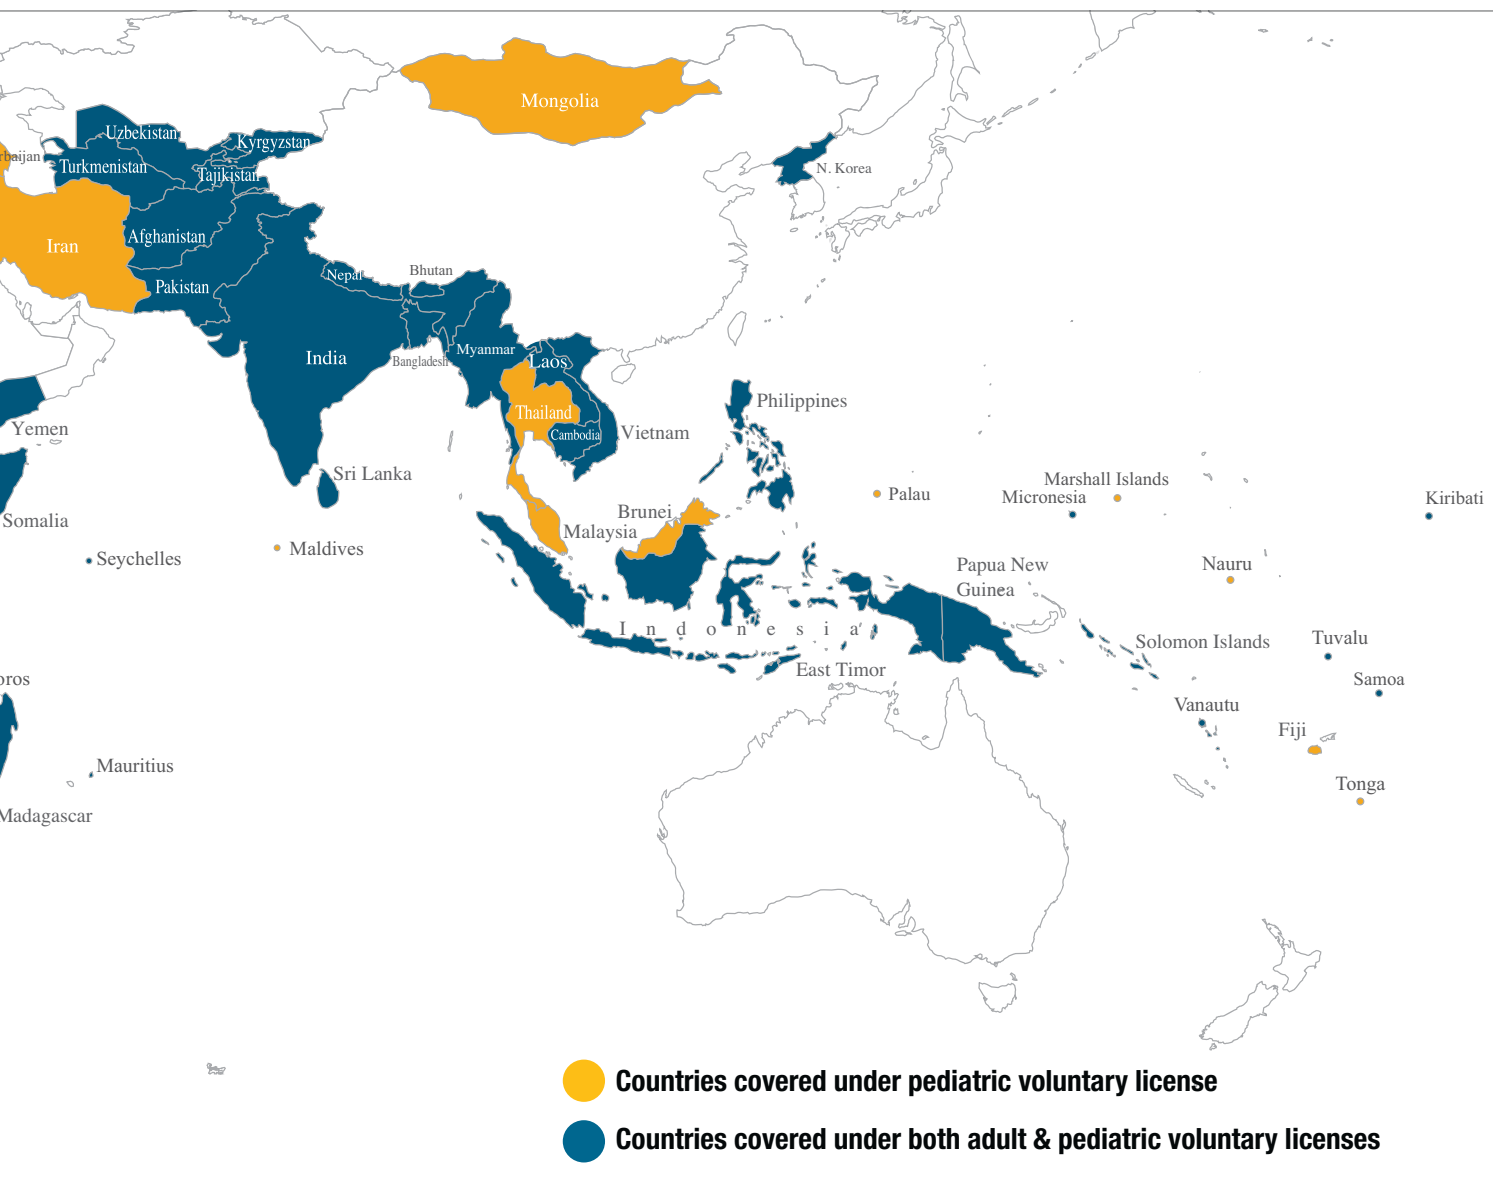 Mongolia
Uzbekistan
Kyrgyzstan
rbaijan
Turkmenistan
Tajikistan
N. Korea
Iran
Afghanistan
Nepal
Bhutan
Pakistan
India
Bangladesh
Myanmar
Laos
Thailand
Cambodia
Vietnam
Philippines
Yemen
Sri Lanka
Somalia
Seychelles
Maldives
Brunei
Malaysia
Palau
Marshall Islands
Micronesia
Kiribati
Papua New
Guinea
Nauru
Indonesia
East Timor
Solomon Islands
Tuvalu
Samoa
Vanautu
Fiji
Tonga
oros
Mauritius
Madagascar
Countries covered under pediatric voluntary license
Countries covered under both adult & pediatric voluntary licenses